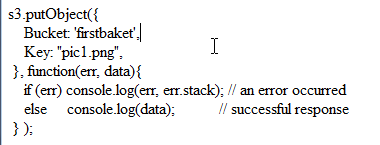 s3.putObject({
Bucket: 'firstbaket',
Key: "pic1.png",
}, function(err, data){
if (err) console.log(err, err.stack); // an error occurred
else console.log(data); // successful response
} );